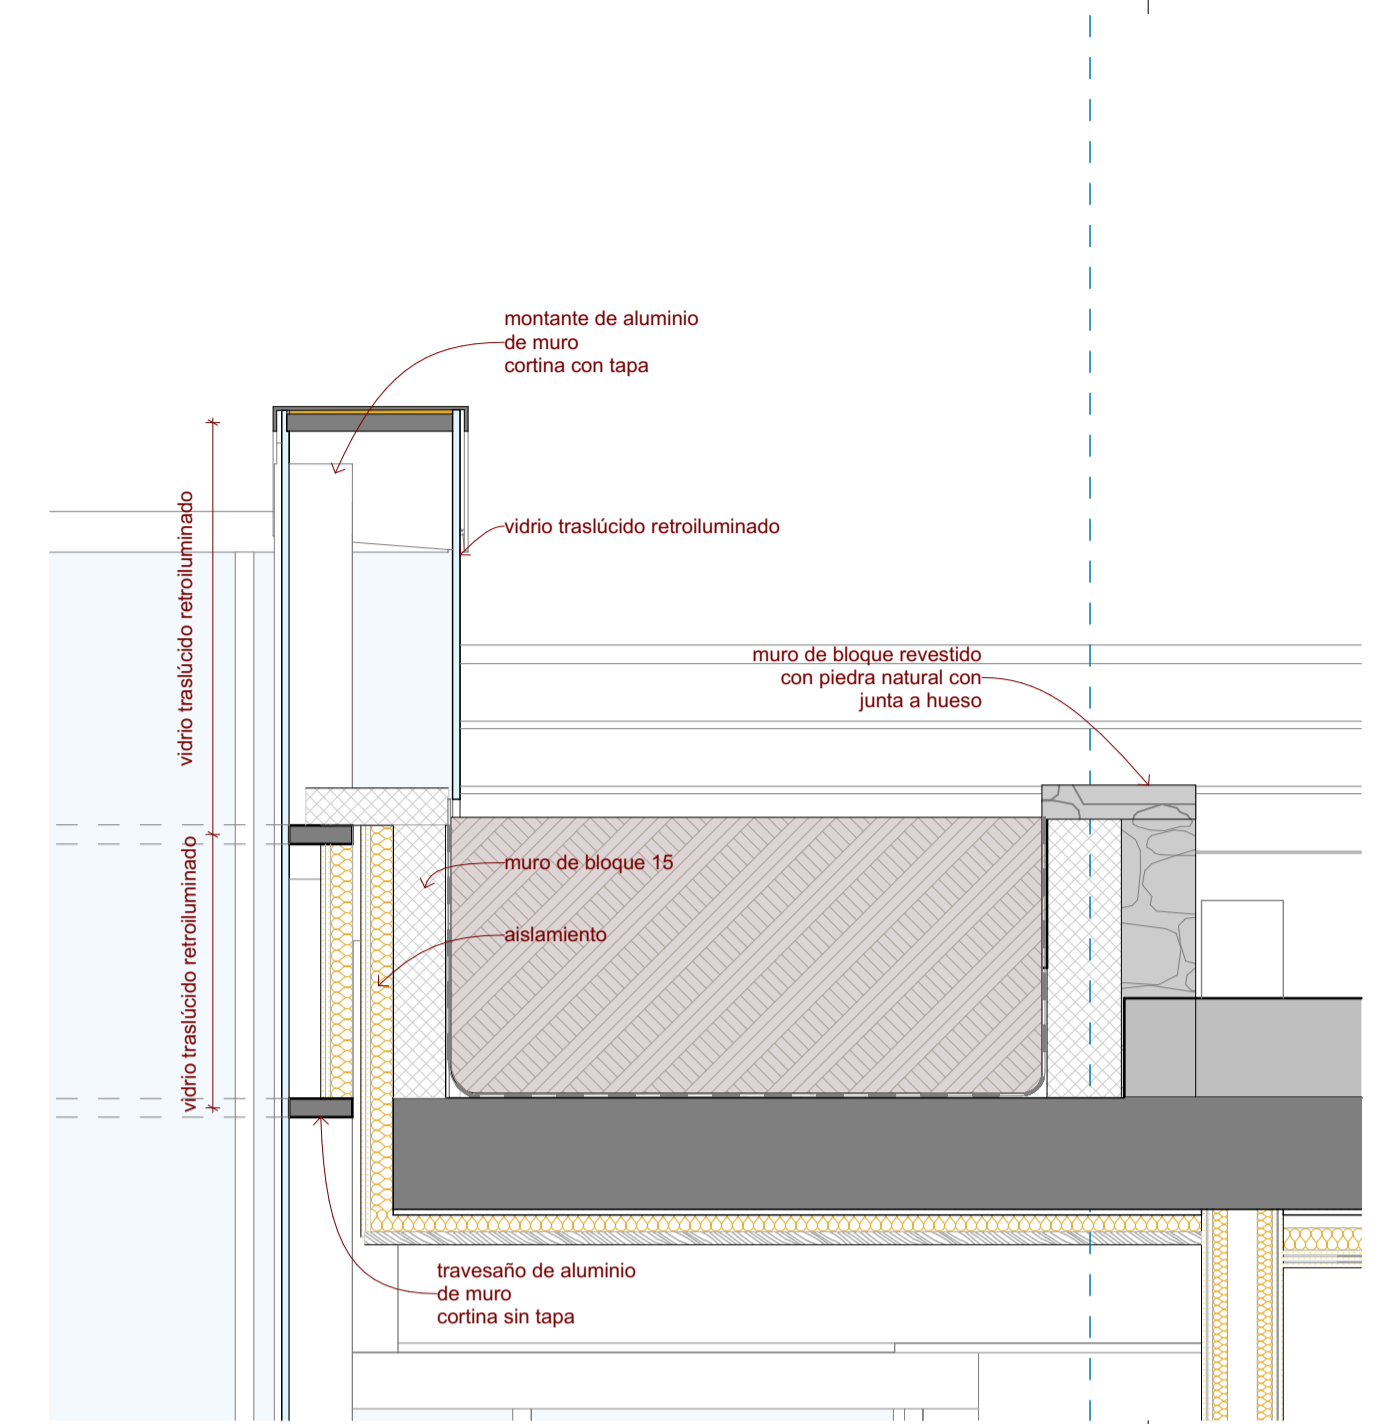 montante de aluminio
de muro
cortina con tapa
vidrio traslúcido retroiluminado
vidrio traslúcido retroiluminado
muro de bloque revestido
con piedra natural con
junta a hueso
muro de bloque 15
vidrio traslúcido retroiluminado
aislamiento
travesaño de aluminio
de muro
cortina sin tapa